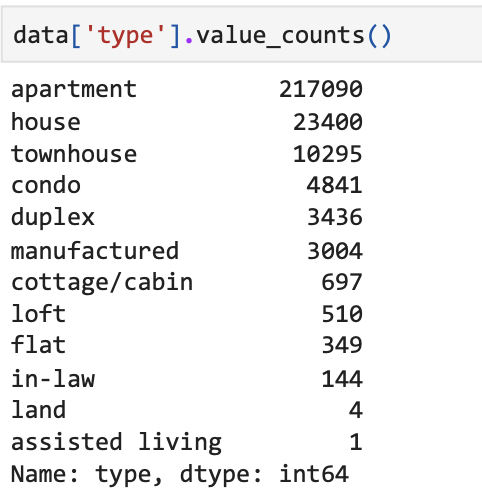 data['type'].value_counts()
apartment 217090
house 23400
townhouse 10295
condo 4841
duplex 3436
manufactured 3004
cottage/cabin 697
loft 510
flat 349
in-law 144
land 4
assisted living 1
Name: type, dtype: int64